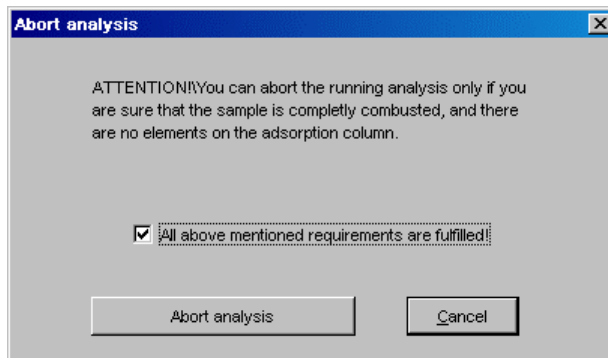 Abort analysis
ATTENTION!\You can abort the running analysis only if you
are sure that the sample is completly combusted, and there
are no elements on the adsorption column.
All above mentioned requirements are fulfilled!
Abort analysis
Cancel